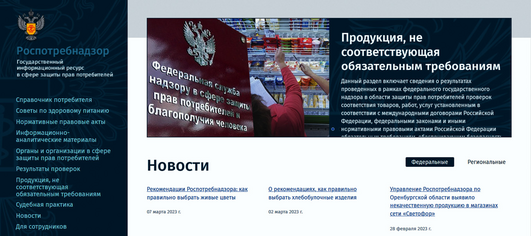 Роспотребнадзор
Государственный
информационный ресурс
в сфере защиты прав потребителей
Справочник потребителя
Советы по здоровому питанию
Нормативные правовые акты
Информационно-
аналитические материалы
Органы и организации в сфере
защиты прав потребителей
Результаты проверок
Продукция, не
соответствующая
обязательным требованиям
Судебная практика
Новости
Для сотрудников
Федеральная служба
надзору в сфере защиты
прав потребителей и
благополучия человека
Продукция, не
соответствующая
обязательным требованиям
Данный раздел включает сведения о результатах
проведенных в рамках федерального государственного
надзора в области защиты прав потребителей проверок
соответствия товаров, работ, услуг установленным в
соответствии с международными договорами Российской
Федерации, федеральными законами и иными
нормативными правовыми актами Российской Федерации
Новости
Федеральные
Региональные
Рекомендации Роспотребнадзора: как
правильно выбрать живые цветы
07 марта 2023 г.
О рекомендациях, как правильно
выбрать хлебобулочные изделия
02 марта 2023 г.
Управление Роспотребнадзора по
Оренбургской области выявило
некачественную продукцию в магазинах
сети «Светофор»
28 февраля 2023 г.